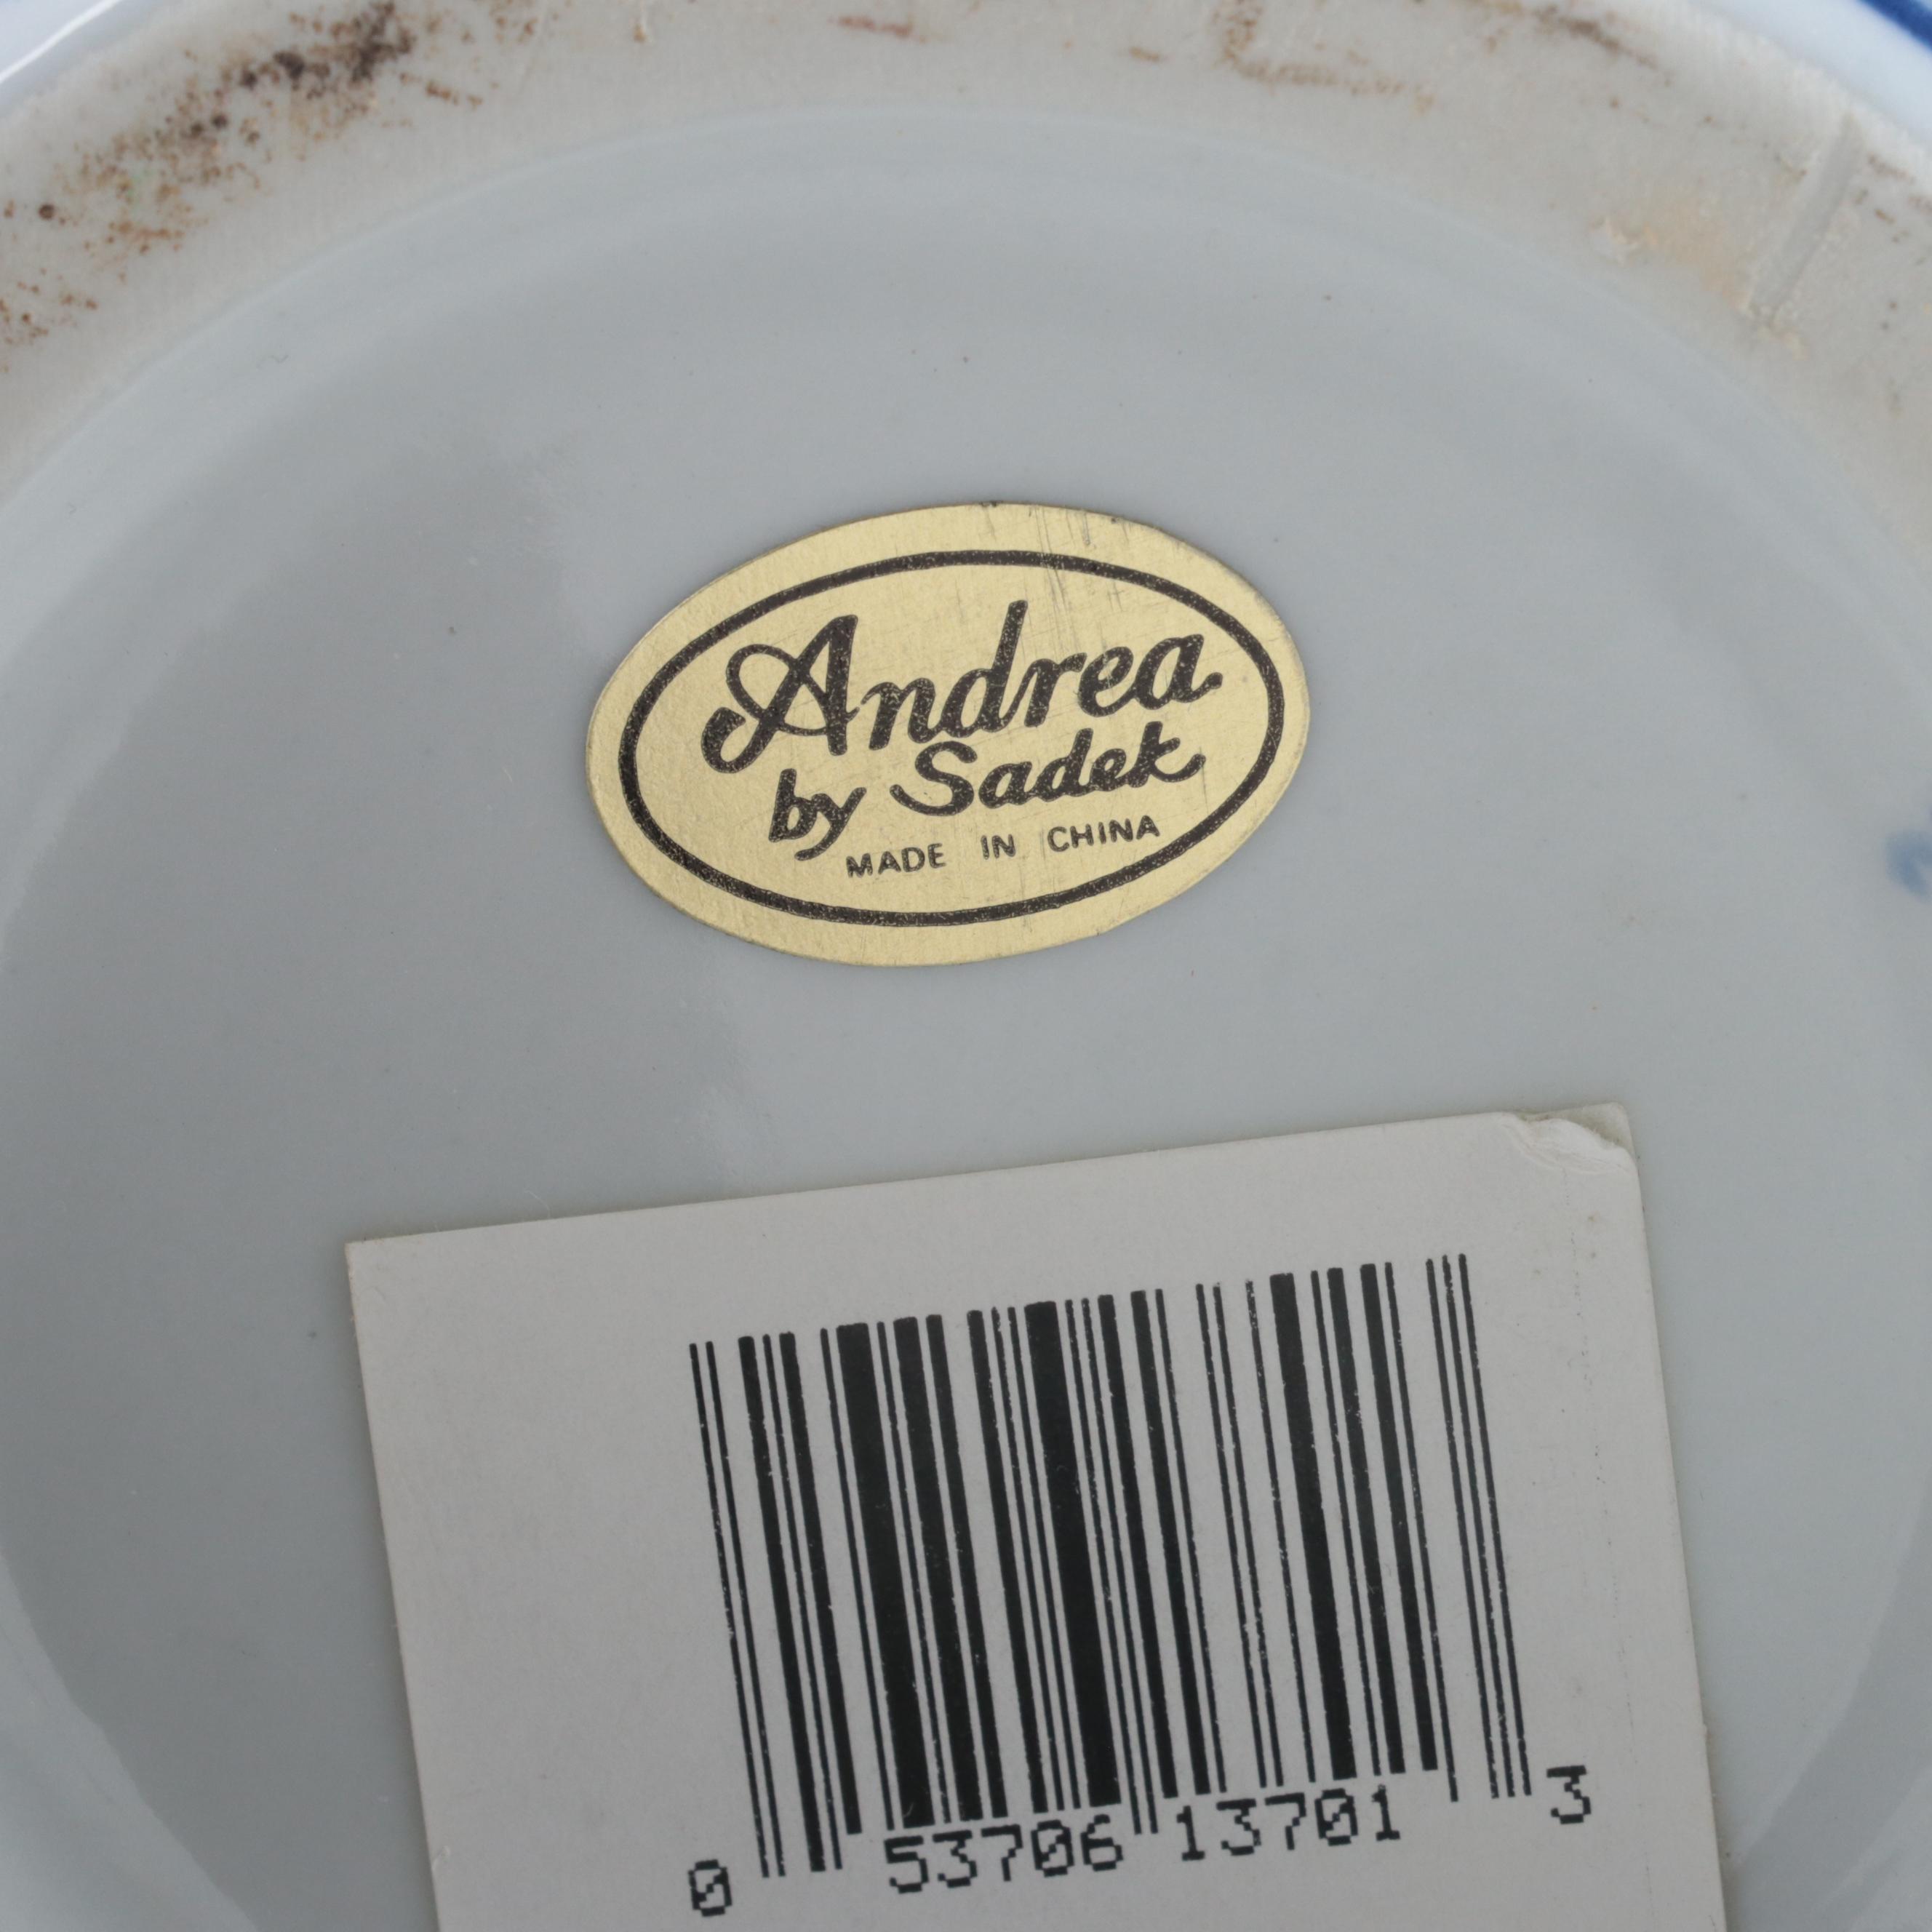 Andrea
by Sadek
MADE IN CHINA
0 53706 13701 3